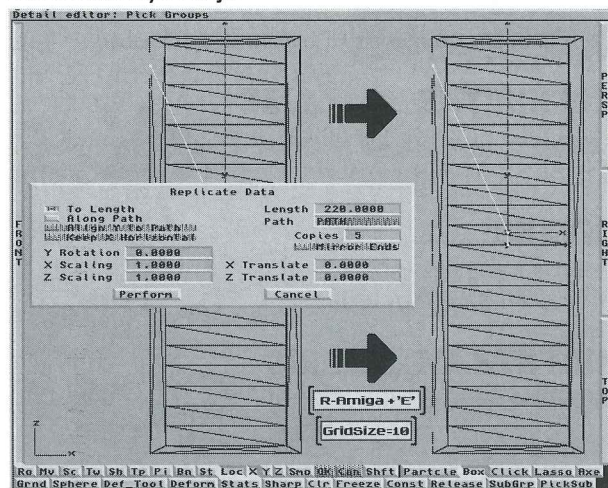 Detail editor: Pick Groups
PERSP
FRONT
RIGHT
TOP
Replicate Data
To Length
Length 220.0000
Along Path
Path PATH
Align Y To Path
Copies 5
Keep X Horizontal
Mirror Ends
Y Rotation 0.0000
X Scaling 1.0000
X Translate 0.0000
Z Scaling 1.0000
Z Translate 0.0000
Perform
Cancel
R-Amiga +'E'
GridSize=10
z
x
Ro Mv Sc Tw Sh Tp Pi Bn St Loc X Y Z Smo OK Can Shft Partcle Box Click Lasso Axe
Grnd Sphere Def_Tool Deform Stats Sharp Clr Freeze Const Release SubGrp PickSub